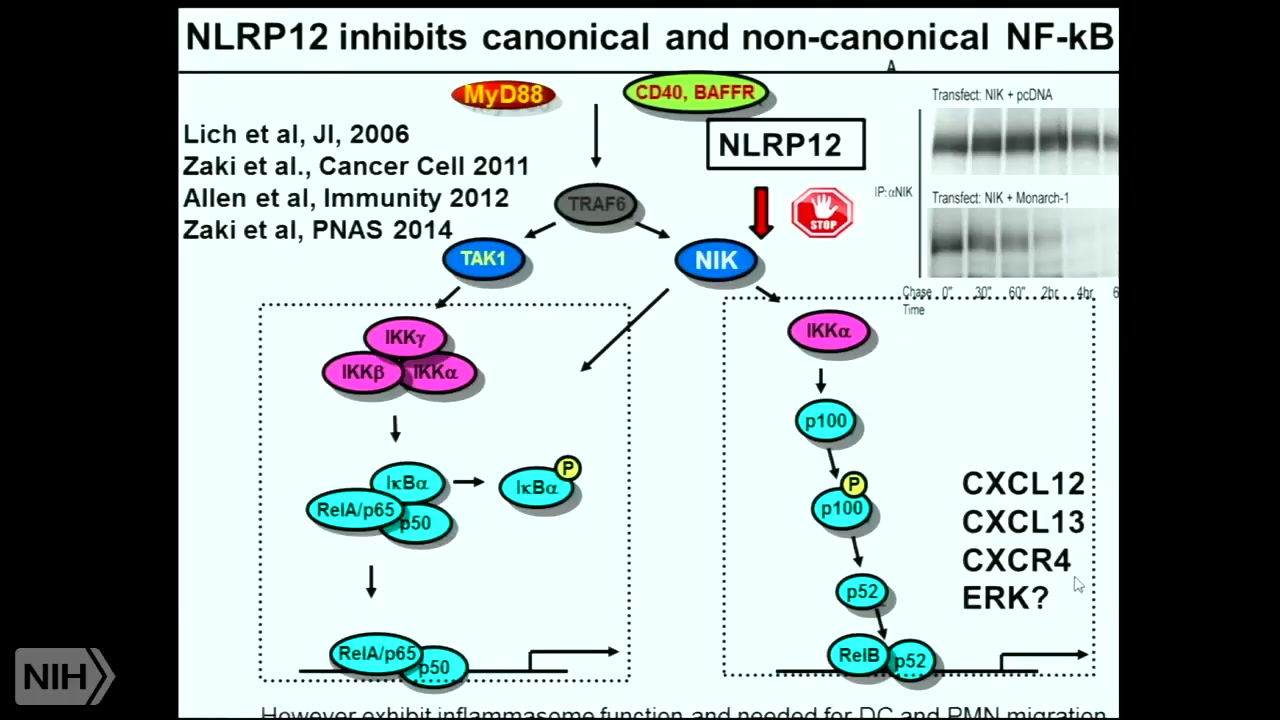 NLRP12 inhibits canonical and non-canonical NF-kB
A
MyD88
CD40, BAFFR
Transfect: NIK + pcDNA
Lich et al, JI, 2006
Zaki et al., Cancer Cell 2011
Allen et al, Immunity 2012
Zaki et al, PNAS 2014
NLRP12
STOP
IP:αNIK
Transfect: NIK + Monarch-1
TRAF6
TAK1
NIK
Chase Time
0" 30" 60" 2hr 4hr 6
IKKγ
IKKβ
IKKα
IKKα
p100
IκBα
RelA/p65
p50
P
IκBα
P
p100
CXCL12
CXCL13
CXCR4
ERK?
p52
RelA/p65
p50
RelB
p52
NIH
However exhibit inflammasome function and needed for DC and PMN migration